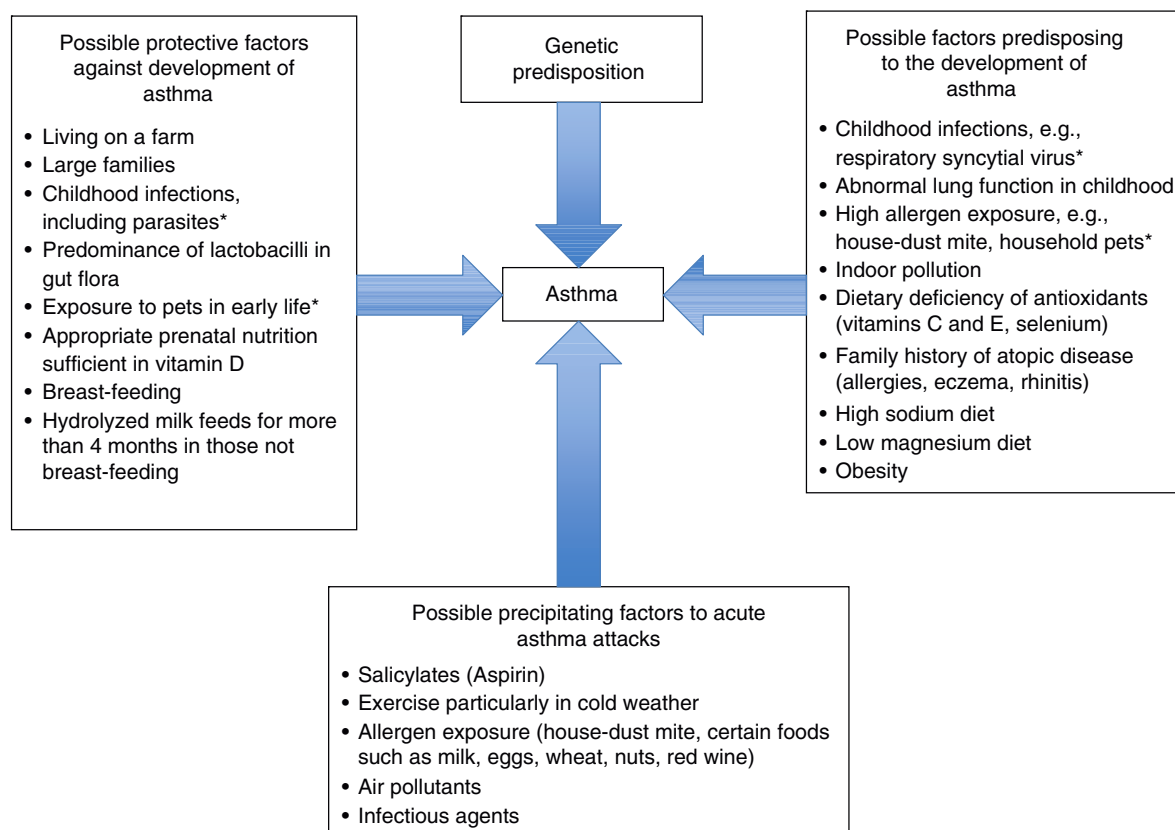 Possible protective factors
against development of
asthma
• Living on a farm
• Large families
• Childhood infections,
including parasites*
• Predominance of lactobacilli in
gut flora
• Exposure to pets in early life*
• Appropriate prenatal nutrition
sufficient in vitamin D
• Breast-feeding
• Hydrolyzed milk feeds for more
than 4 months in those not
breast-feeding
Genetic
predisposition
Asthma
Possible factors predisposing
to the development of
asthma
• Childhood infections, e.g.,
respiratory syncytial virus*
• Abnormal lung function in childhood
• High allergen exposure, e.g.,
house-dust mite, household pets*
• Indoor pollution
• Dietary deficiency of antioxidants
(vitamins C and E, selenium)
• Family history of atopic disease
(allergies, eczema, rhinitis)
• High sodium diet
• Low magnesium diet
• Obesity
Possible precipitating factors to acute
asthma attacks
• Salicylates (Aspirin)
• Exercise particularly in cold weather
• Allergen exposure (house-dust mite, certain foods
such as milk, eggs, wheat, nuts, red wine)
• Air pollutants
• Infectious agents